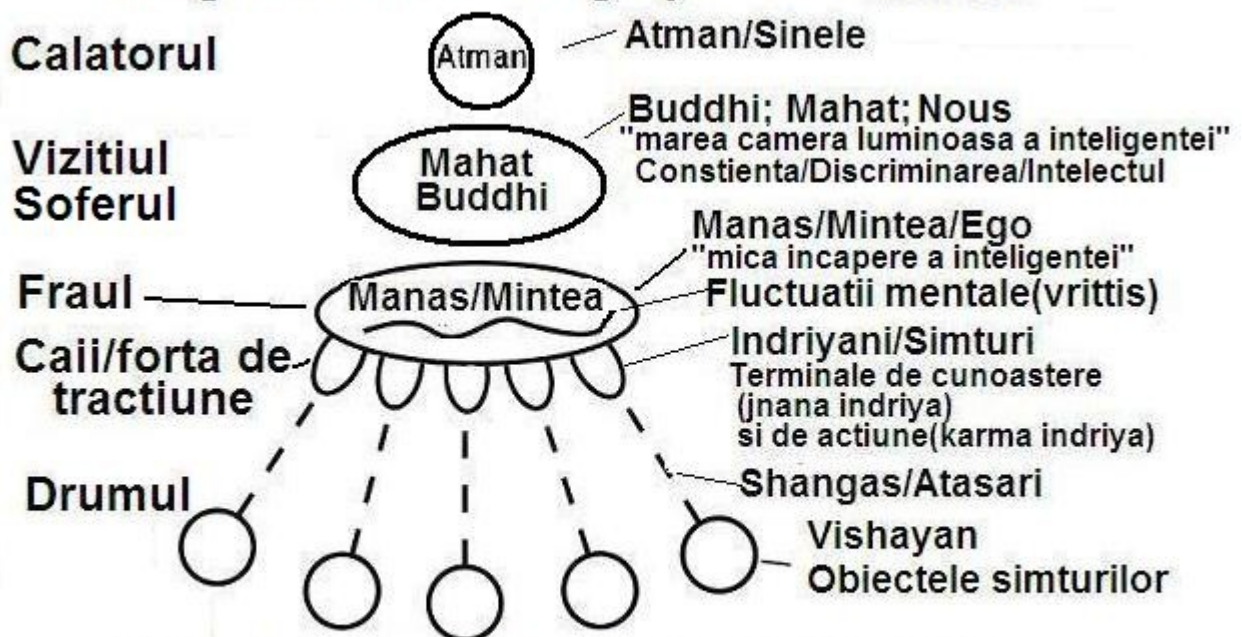 Calatorul
Atman
Atman/Sinele
Buddhi; Mahat; Nous
"marea camera luminoasa a inteligentei"
Constienta/Discriminarea/Intelectul
Vizitiul
Soferul
Mahat
Buddhi
Manas/Mintea/Ego
"mica incapere a inteligentei"
Fluctuatii mentale(vrittis)
Fraul
Manas/Mintea
Caii/forta de
tractiune
Indriyani/Simturi
Terminale de cunoastere
(jnana indriya)
si de actiune(karma indriya)
Drumul
Shangas/Atasari
Vishayan
Obiectele simturilor